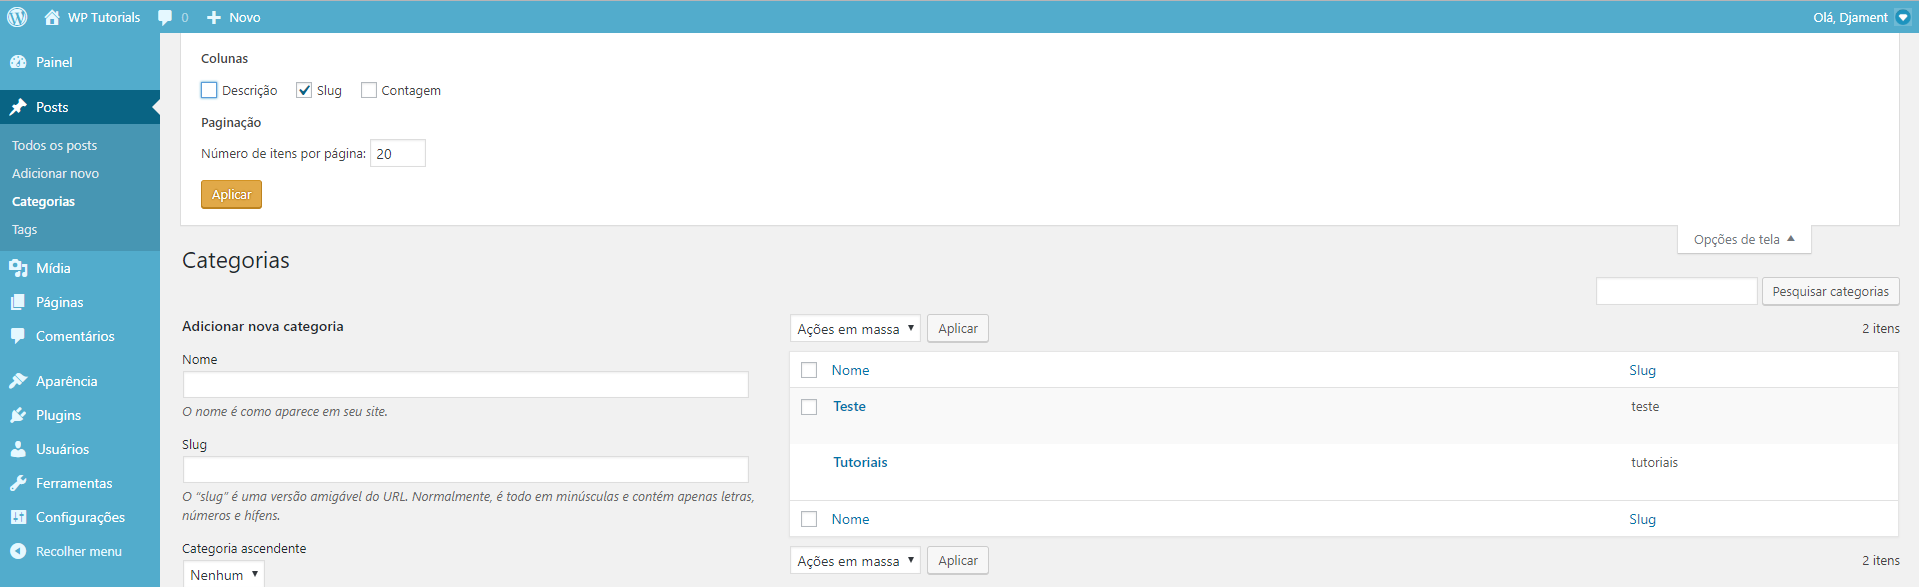 WP Tutorials 0 Novo Olá, Djament
Painel
Posts
Todos os posts
Adicionar novo
Categorias
Tags
Mídia
Páginas
Comentários
Aparência
Plugins
Usuários
Ferramentas
Configurações
Recolher menu
Colunas
Descrição Slug Contagem
Paginação
Número de itens por página: 20
Aplicar
Opções de tela
Categorias
Pesquisar categorias
Adicionar nova categoria
Nome
O nome é como aparece em seu site.
Slug
O “slug” é uma versão amigável do URL. Normalmente, é todo em minúsculas e contém apenas letras,
números e hífens.
Categoria ascendente
Nenhum
Ações em massa Aplicar 2 itens
Nome Slug
Teste teste
Tutoriais tutoriais
Nome Slug
Ações em massa Aplicar 2 itens